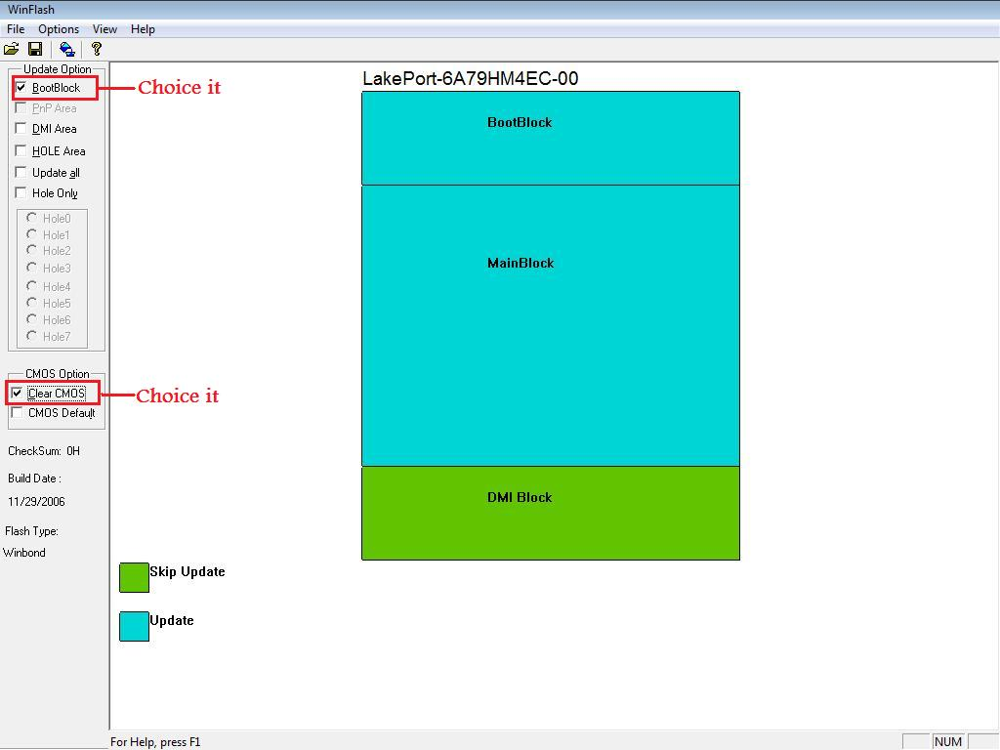 WinFlash
File Options View Help
Update Option
BootBlock
Choice it
PnP Area
DMI Area
HOLE Area
Update all
Hole Only
Hole0
Hole1
Hole2
Hole3
Hole4
Hole5
Hole6
Hole7
CMOS Option
Clear CMOS
Choice it
CMOS Default
CheckSum: 0H
Build Date :
11/29/2006
Flash Type:
Winbond
LakePort-6A79HM4EC-00
BootBlock
MainBlock
DMI Block
Skip Update
Update
For Help, press F1
NUM